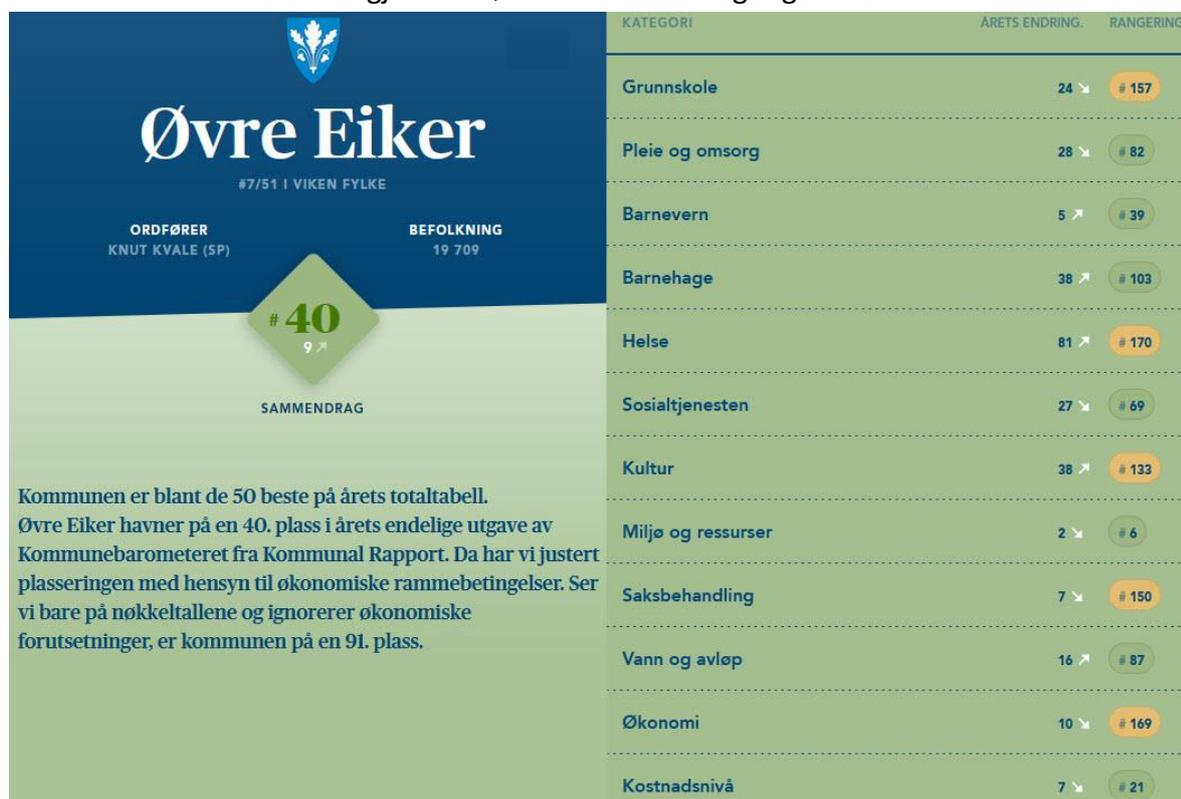 Øvre Eiker
#7/51 I VIKEN FYLKE
ORDFØRER
KNUT KVALE (SP)
BEFOLKNING
19 709
# 40
9 ↗
SAMMENDRAG
Kommunen er blant de 50 beste på årets totaltabell.
Øvre Eiker havner på en 40. plass i årets endelige utgave av
Kommunebarometeret fra Kommunal Rapport. Da har vi justert
plasseringen med hensyn til økonomiske rammebetingelser. Ser
vi bare på nøkkeltallene og ignorerer økonomiske
forutsetninger, er kommunen på en 91. plass.
KATEGORI ÅRETS ENDRING. RANGERING
Grunnskole 24 ↘ # 157
Pleie og omsorg 28 ↘ # 82
Barnevern 5 ↗ # 39
Barnehage 38 ↗ # 103
Helse 81 ↗ # 170
Sosialtjenesten 27 ↘ # 69
Kultur 38 ↗ # 133
Miljø og ressurser 2 ↘ # 6
Saksbehandling 7 ↘ # 150
Vann og avløp 16 ↗ # 87
Økonomi 10 ↘ # 169
Kostnadsnivå 7 ↘ # 21